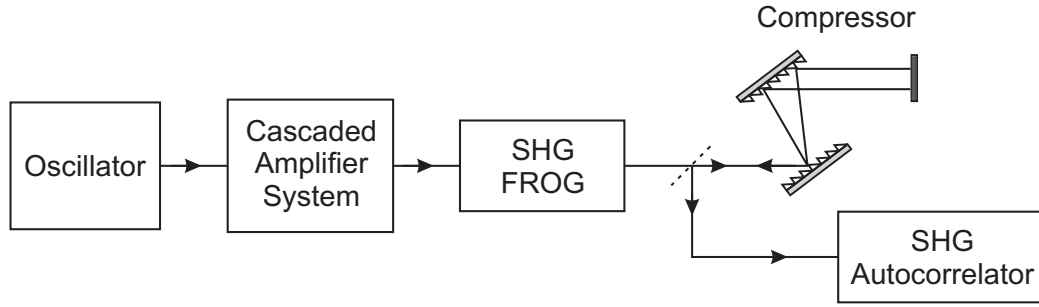 Compressor
Oscillator
Cascaded
Amplifier
System
SHG
FROG
SHG
Autocorrelator